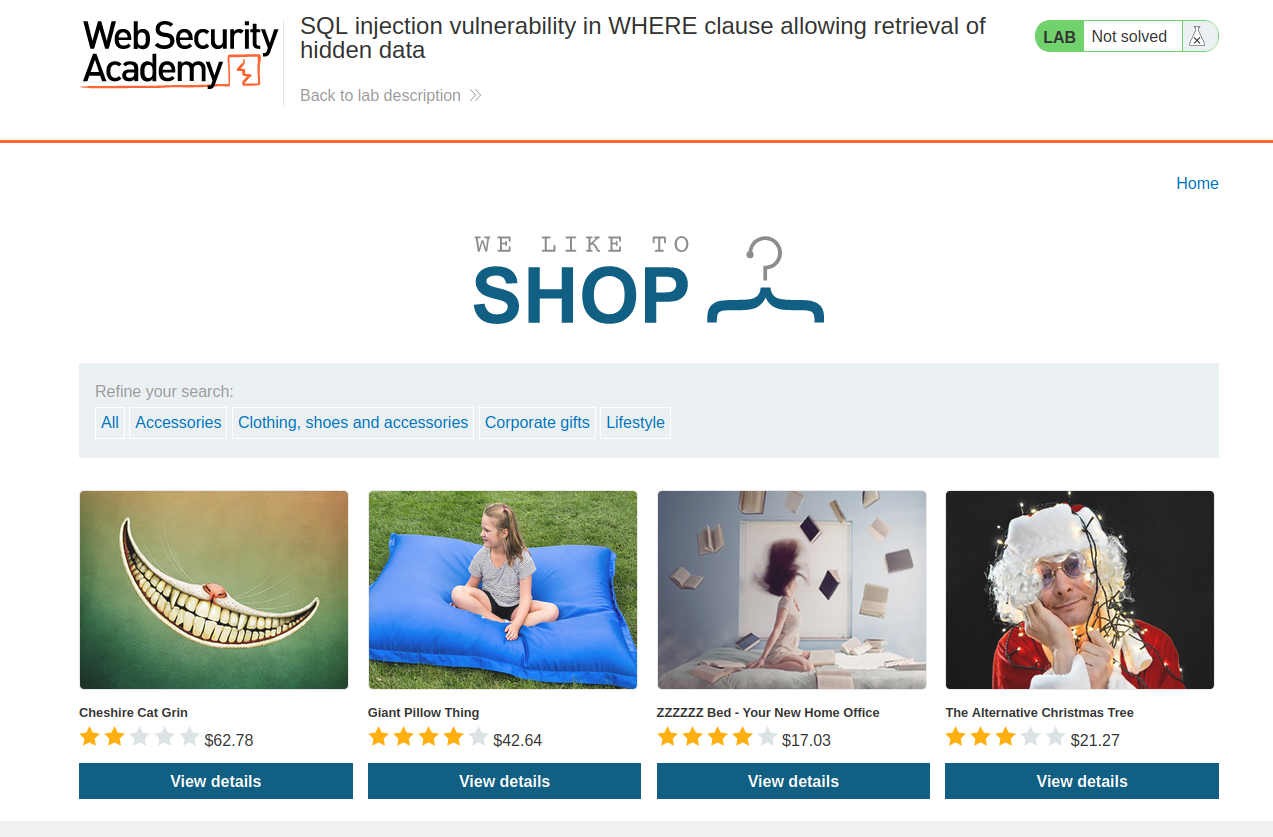 Web Security
Academy
SQL injection vulnerability in WHERE clause allowing retrieval of
hidden data
Back to lab description
LAB Not solved
Home
WE LIKE TO
SHOP
Refine your search:
All Accessories Clothing, shoes and accessories Corporate gifts Lifestyle
Cheshire Cat Grin
$62.78
View details
Giant Pillow Thing
$42.64
View details
ZZZZZZ Bed - Your New Home Office
$17.03
View details
The Alternative Christmas Tree
$21.27
View details